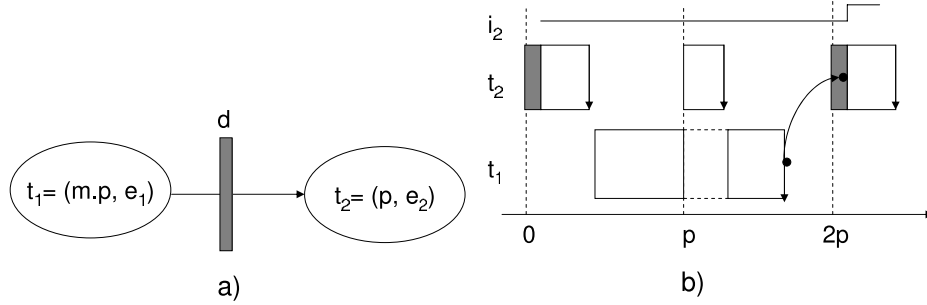 d
t₁= (m.p, e₁)
t₂= (p, e₂)
a)
i₂
t₂
t₁
0
p
2p
b)